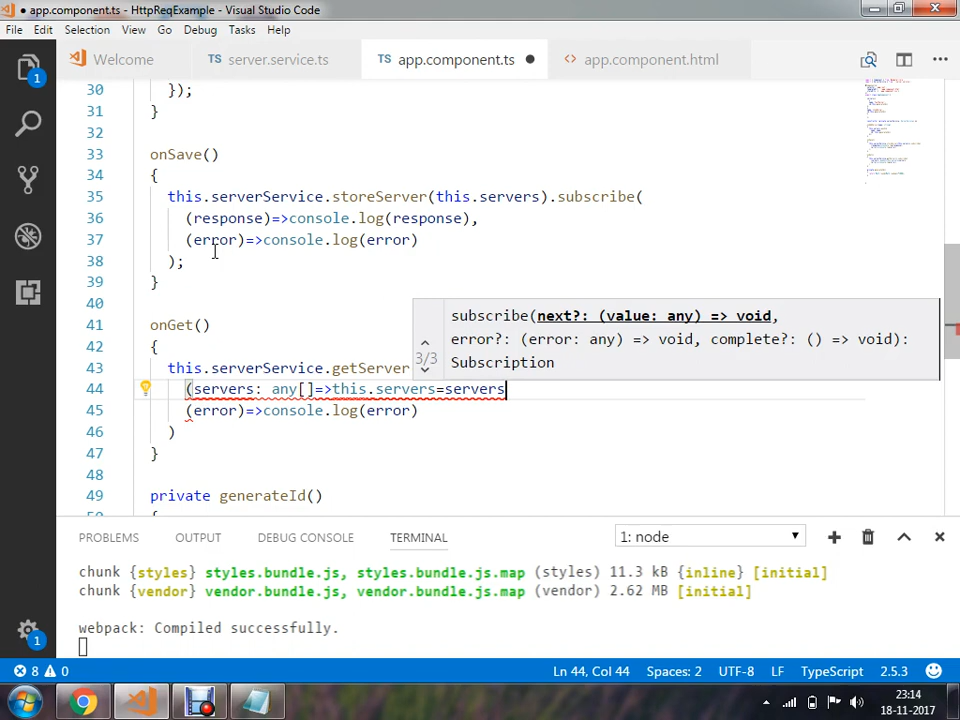 app.component.ts - HttpReqExample - Visual Studio Code
File Edit Selection View Go Debug Tasks Help
Welcome TS server.service.ts TS app.component.ts <> app.component.html
30 });
31 }
32
33 onSave()
34 {
35 this.serverService.storeServer(this.servers).subscribe(
36 (response)=>console.log(response),
37 (error)=>console.log(error)
38 );
39 }
40
41 onGet()
42 {
43 this.serverService.getServer
44 (servers: any[]=>this.servers=servers
45 (error)=>console.log(error)
46 )
47 }
48
49 private generateId()
subscribe(next?: (value: any) => void,
error?: (error: any) => void, complete?: () => void):
3/3
Subscription
1
PROBLEMS OUTPUT DEBUG CONSOLE TERMINAL 1: node
chunk {styles} styles.bundle.js, styles.bundle.js.map (styles) 11.3 kB {inline} [initial]
chunk {vendor} vendor.bundle.js, vendor.bundle.js.map (vendor) 2.62 MB [initial]
webpack: Compiled successfully.
1
8 0 Ln 44, Col 44 Spaces: 2 UTF-8 LF TypeScript 2.5.3
23:14
18-11-2017